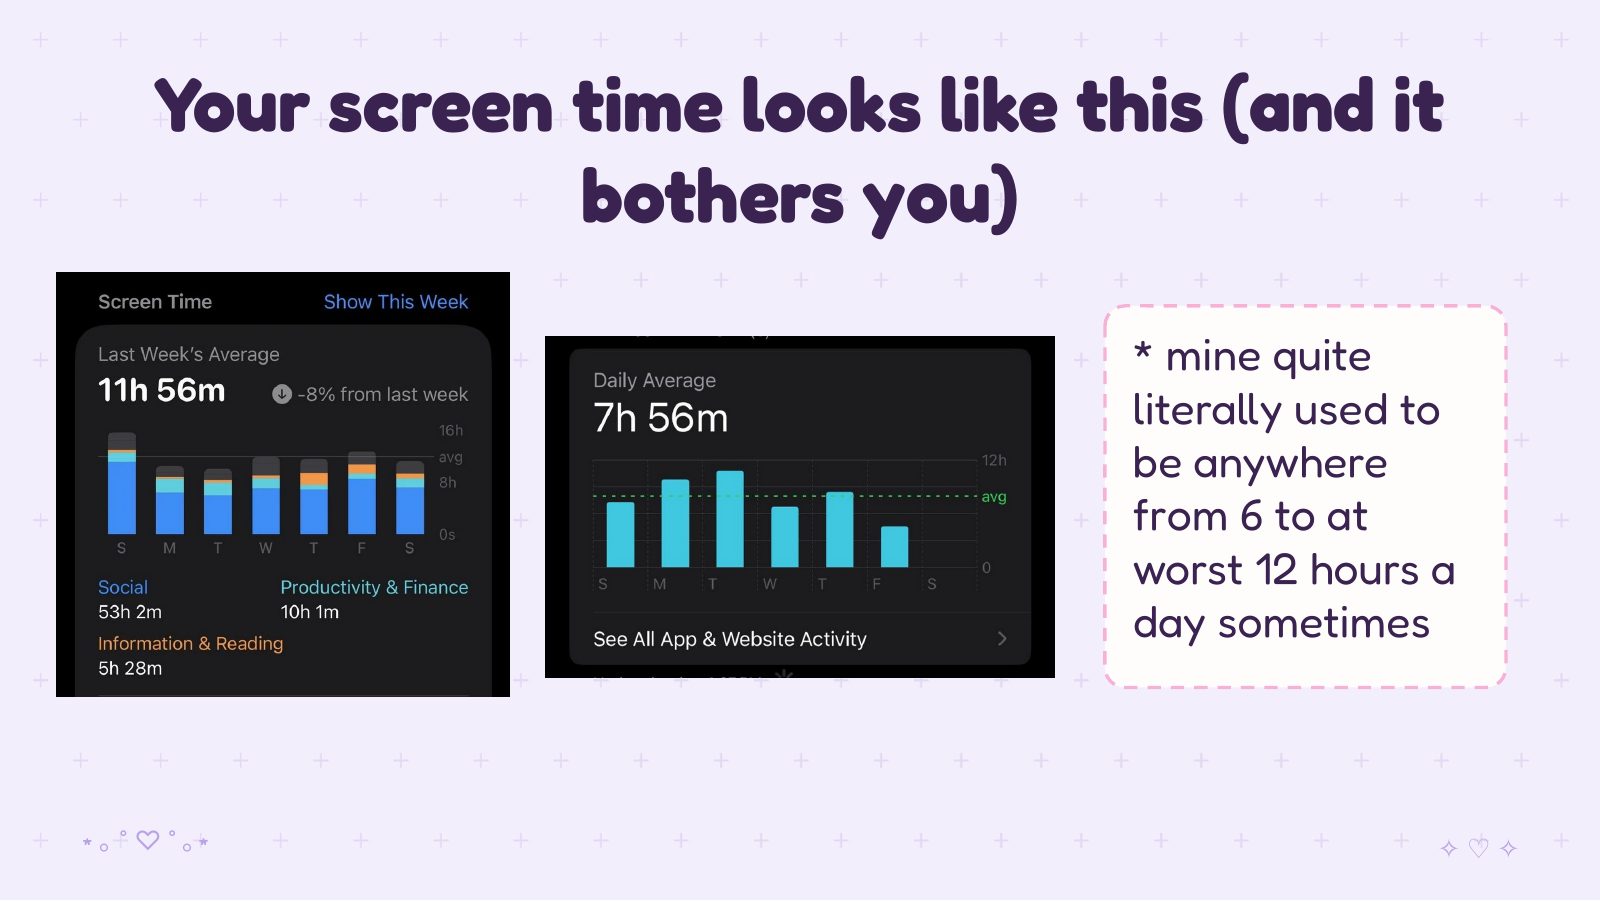 Your screen time looks like this (and it
bothers you)
Screen Time
Show This Week
Last Week's Average
11h 56m
-8% from last week
16h
avg
8h
0s
S M T W T F S
Social
Productivity & Finance
53h 2m
10h 1m
Information & Reading
5h 28m
Daily Average
7h 56m
12h
avg
0
S M T W T F S
See All App & Website Activity
* mine quite
literally used to
be anywhere
from 6 to at
worst 12 hours a
day sometimes